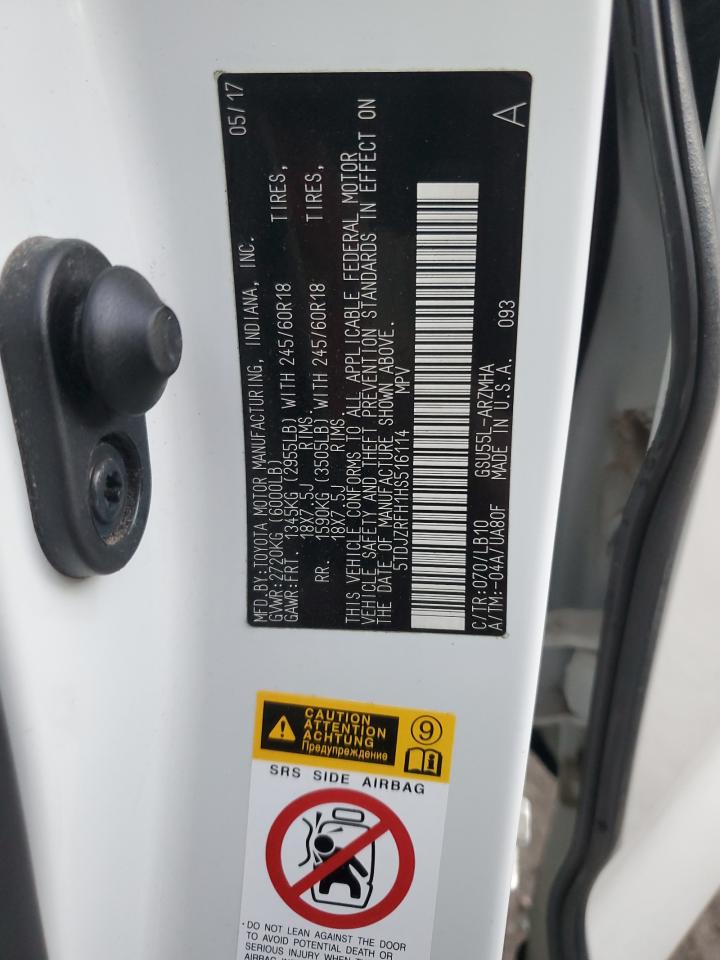 MFD.BY:TOYOTA MOTOR MANUFACTURING, INDIANA, INC. 05/17
GVWR:2720KG (6000LB)
GAWR:FRT. 1345KG (2955LB) WITH 245/60R18 TIRES,
18X7.5J RIMS.
RR. 1590KG (3505LB) WITH 245/60R18 TIRES,
18X7.5J RIMS.
THIS VEHICLE CONFORMS TO ALL APPLICABLE FEDERAL MOTOR
VEHICLE SAFETY AND THEFT PREVENTION STANDARDS IN EFFECT ON
THE DATE OF MANUFACTURE SHOWN ABOVE.
5TDJZRFH1HS516114 MPV
C/TR:070/LB10 GSU55L-ARZMHA
A/TM:-04A/UA80F MADE IN U.S.A. 093 A
CAUTION
ATTENTION
ACHTUNG
Предупреждение
9
i
SRS SIDE AIRBAG
·DO NOT LEAN AGAINST THE DOOR
TO AVOID POTENTIAL DEATH OR
SERIOUS INJURY WHEN